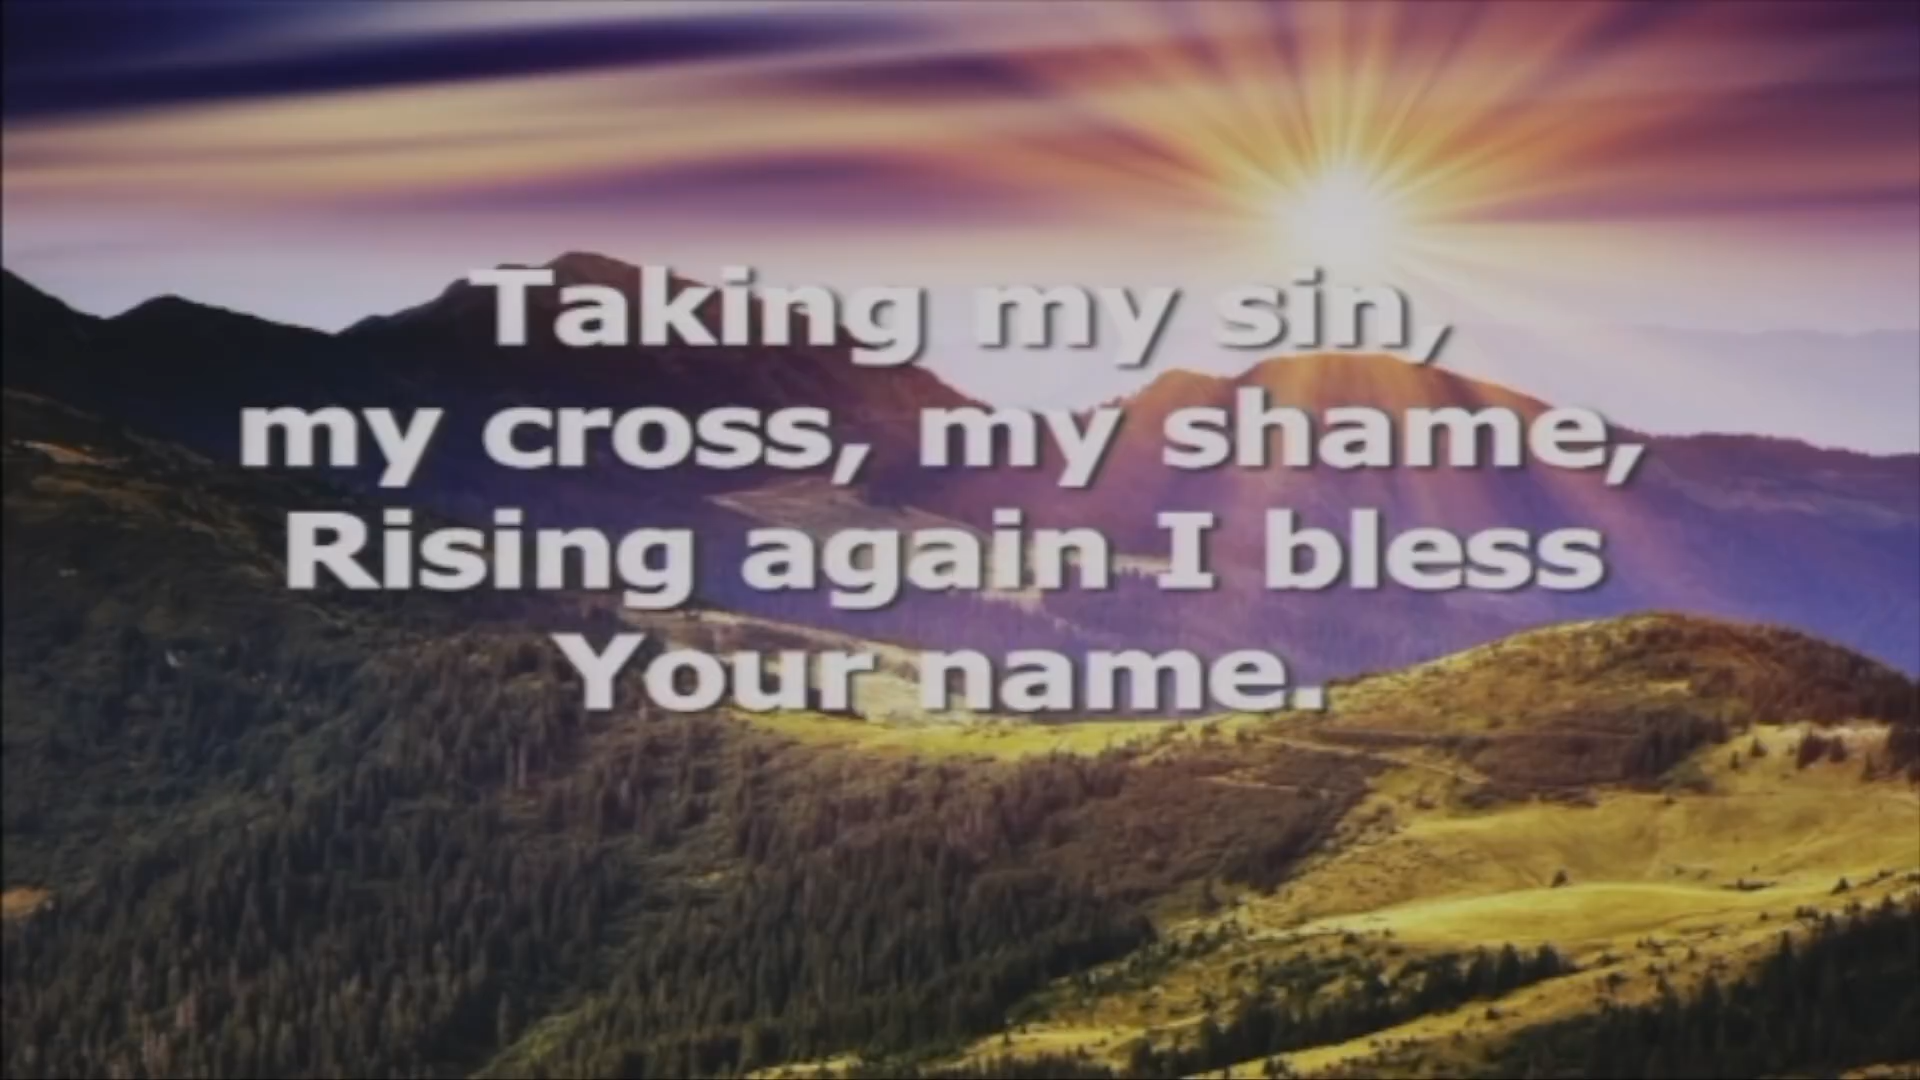 Taking my sin,
my cross, my shame,
Rising again I bless
Your name.